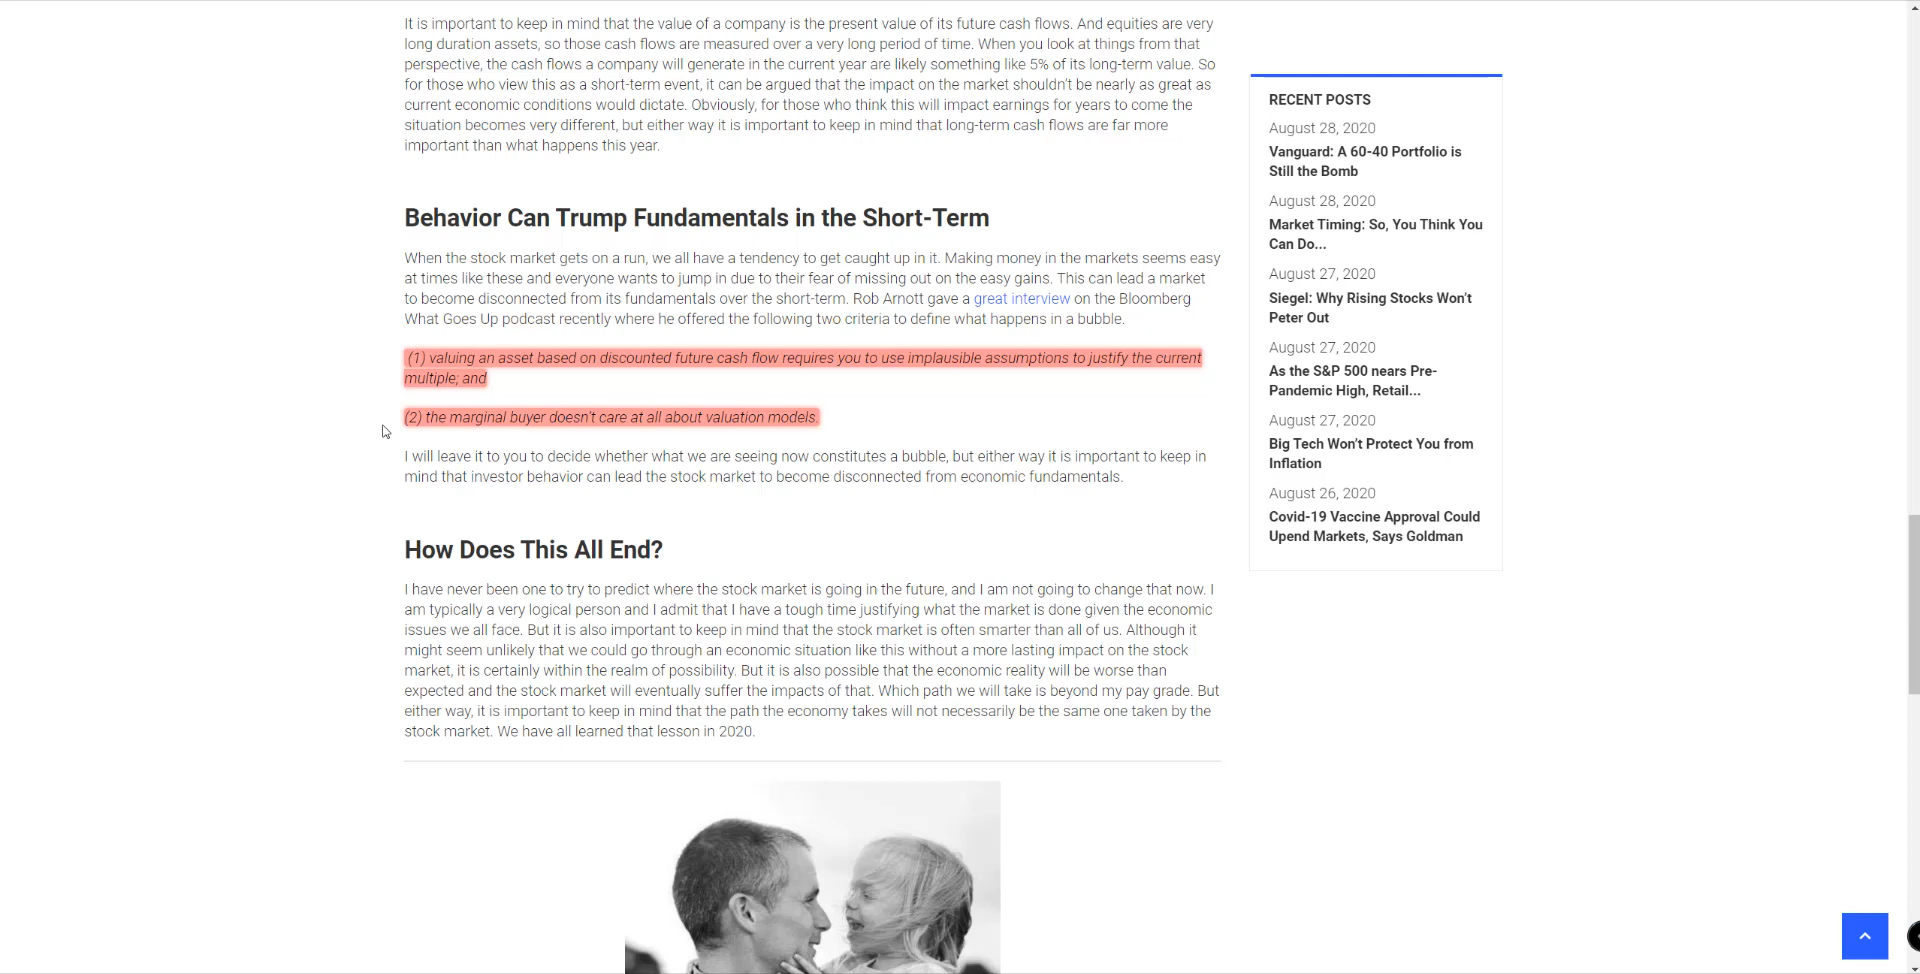 It is important to keep in mind that the value of a company is the present value of its future cash flows. And equities are very
long duration assets, so those cash flows are measured over a very long period of time. When you look at things from that
perspective, the cash flows a company will generate in the current year are likely something like 5% of its long-term value. So
for those who view this as a short-term event, it can be argued that the impact on the market shouldn't be nearly as great as
current economic conditions would dictate. Obviously, for those who think this will impact earnings for years to come the
situation becomes very different, but either way it is important to keep in mind that long-term cash flows are far more
important than what happens this year.
Behavior Can Trump Fundamentals in the Short-Term
When the stock market gets on a run, we all have a tendency to get caught up in it. Making money in the markets seems easy
at times like these and everyone wants to jump in due to their fear of missing out on the easy gains. This can lead a market
to become disconnected from its fundamentals over the short-term. Rob Arnott gave a great interview on the Bloomberg
What Goes Up podcast recently where he offered the following two criteria to define what happens in a bubble.
(1) valuing an asset based on discounted future cash flow requires you to use implausible assumptions to justify the current
multiple; and
(2) the marginal buyer doesn't care at all about valuation models.
I will leave it to you to decide whether what we are seeing now constitutes a bubble, but either way it is important to keep in
mind that investor behavior can lead the stock market to become disconnected from economic fundamentals.
How Does This All End?
I have never been one to try to predict where the stock market is going in the future, and I am not going to change that now. I
am typically a very logical person and I admit that I have a tough time justifying what the market is done given the economic
issues we all face. But it is also important to keep in mind that the stock market is often smarter than all of us. Although it
might seem unlikely that we could go through an economic situation like this without a more lasting impact on the stock
market, it is certainly within the realm of possibility. But it is also possible that the economic reality will be worse than
expected and the stock market will eventually suffer the impacts of that. Which path we will take is beyond my pay grade. But
either way, it is important to keep in mind that the path the economy takes will not necessarily be the same one taken by the
stock market. We have all learned that lesson in 2020.
RECENT POSTS
August 28, 2020
Vanguard: A 60-40 Portfolio is
Still the Bomb
August 28, 2020
Market Timing: So, You Think You
Can Do...
August 27, 2020
Siegel: Why Rising Stocks Won't
Peter Out
August 27, 2020
As the S&P 500 nears Pre-
Pandemic High, Retail...
August 27, 2020
Big Tech Won't Protect You from
Inflation
August 26, 2020
Covid-19 Vaccine Approval Could
Upend Markets, Says Goldman